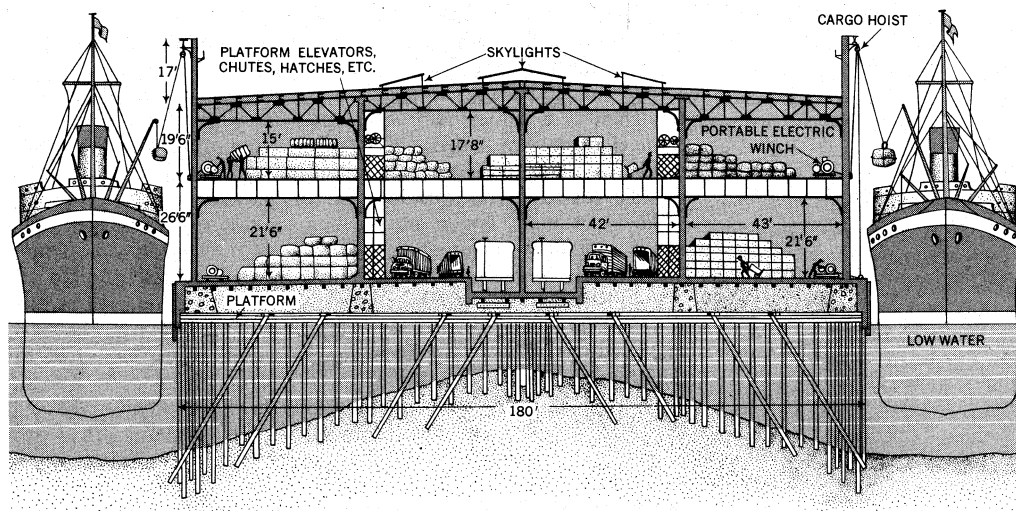 CARGO HOIST
PLATFORM ELEVATORS,
CHUTES, HATCHES, ETC.
SKYLIGHTS
17'
19'6"
15'
17'8"
PORTABLE ELECTRIC
WINCH
26'6"
21'6"
42'
43'
21'6"
PLATFORM
LOW WATER
180'